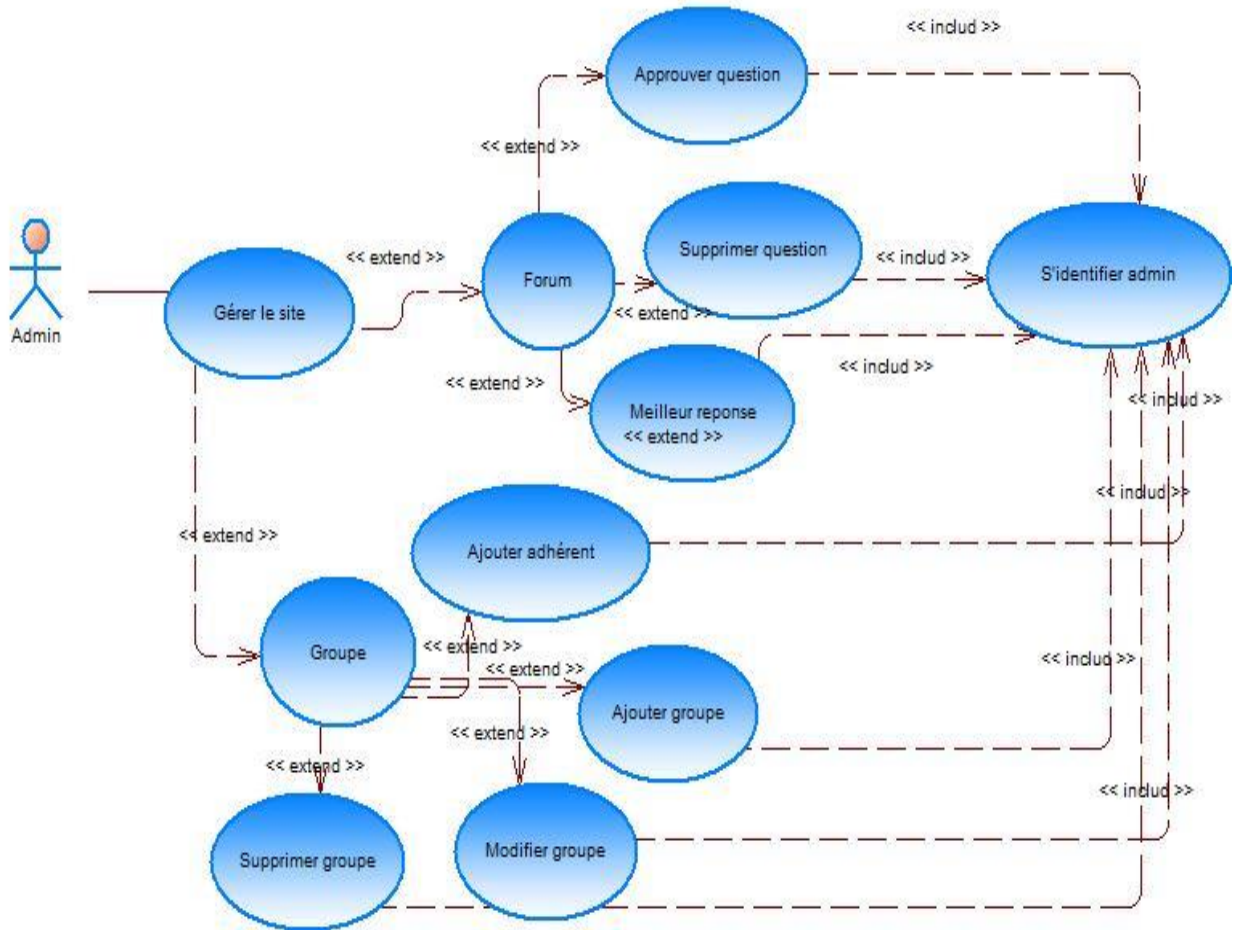 << includ >>
Approuver question
<< extend >>
Supprimer question
<< extend >>
<< includ >>
S'identifier admin
Forum
Gérer le site
<< extend >>
Admin
<< extend >>
<< includ >>
<< includ >>
Meilleur reponse
<< extend >>
<< includ >>
<< extend >>
Ajouter adhérent
<< extend >>
Groupe
<< extend >>
<< includ >>
Ajouter groupe
<< extend >>
<< extend >>
<< includ >>
Supprimer groupe
Modifier groupe